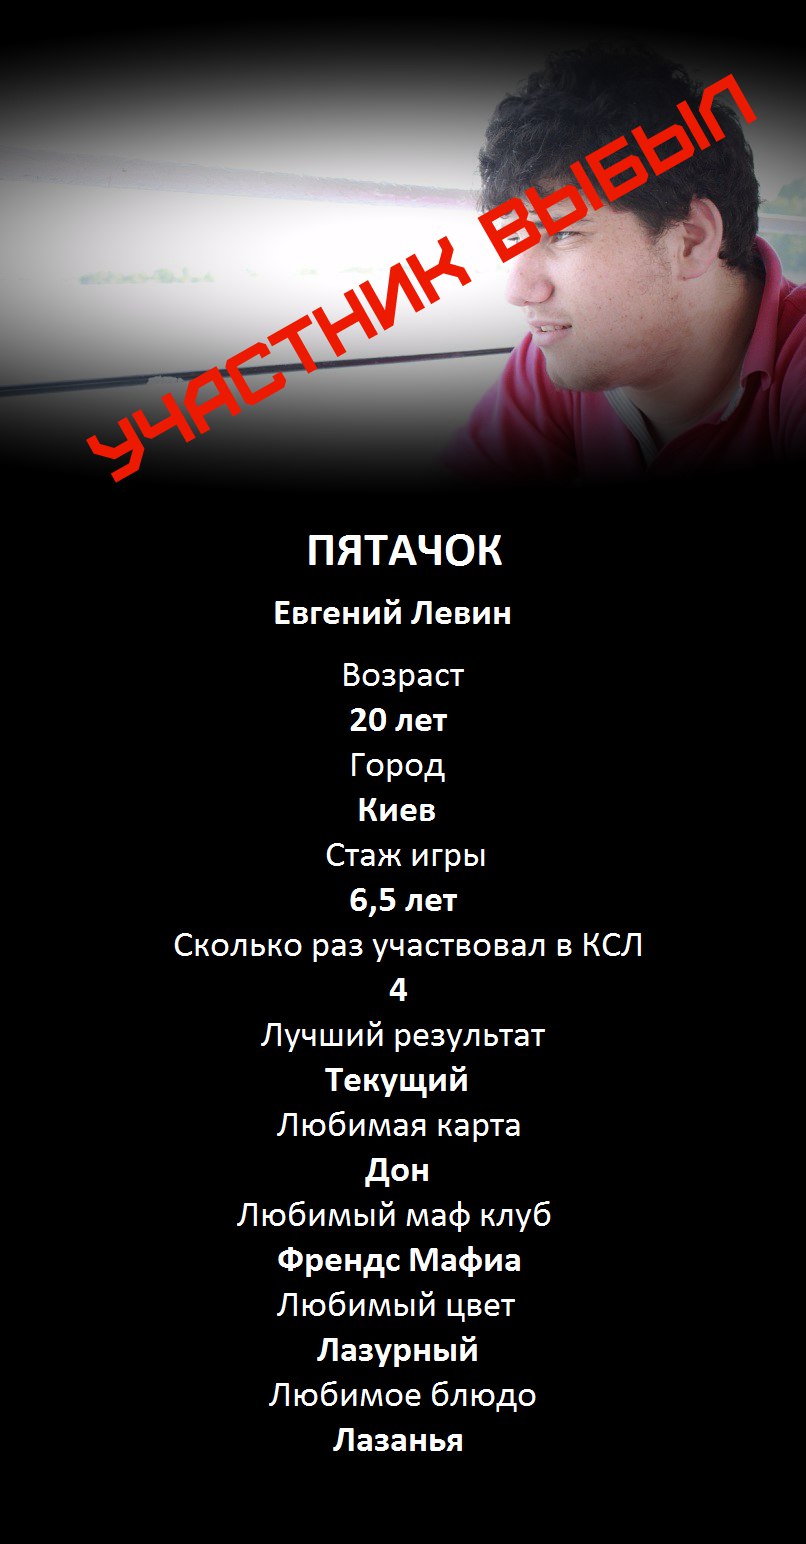 УЧАСТНИК ВЫБЫЛ
ПЯТАЧОК
Евгений Левин
Возраст
20 лет
Город
Киев
Стаж игры
6,5 лет
Сколько раз участвовал в КСЛ
4
Лучший результат
Текущий
Любимая карта
Дон
Любимый маф клуб
Френдс Мафиа
Любимый цвет
Лазурный
Любимое блюдо
Лазанья